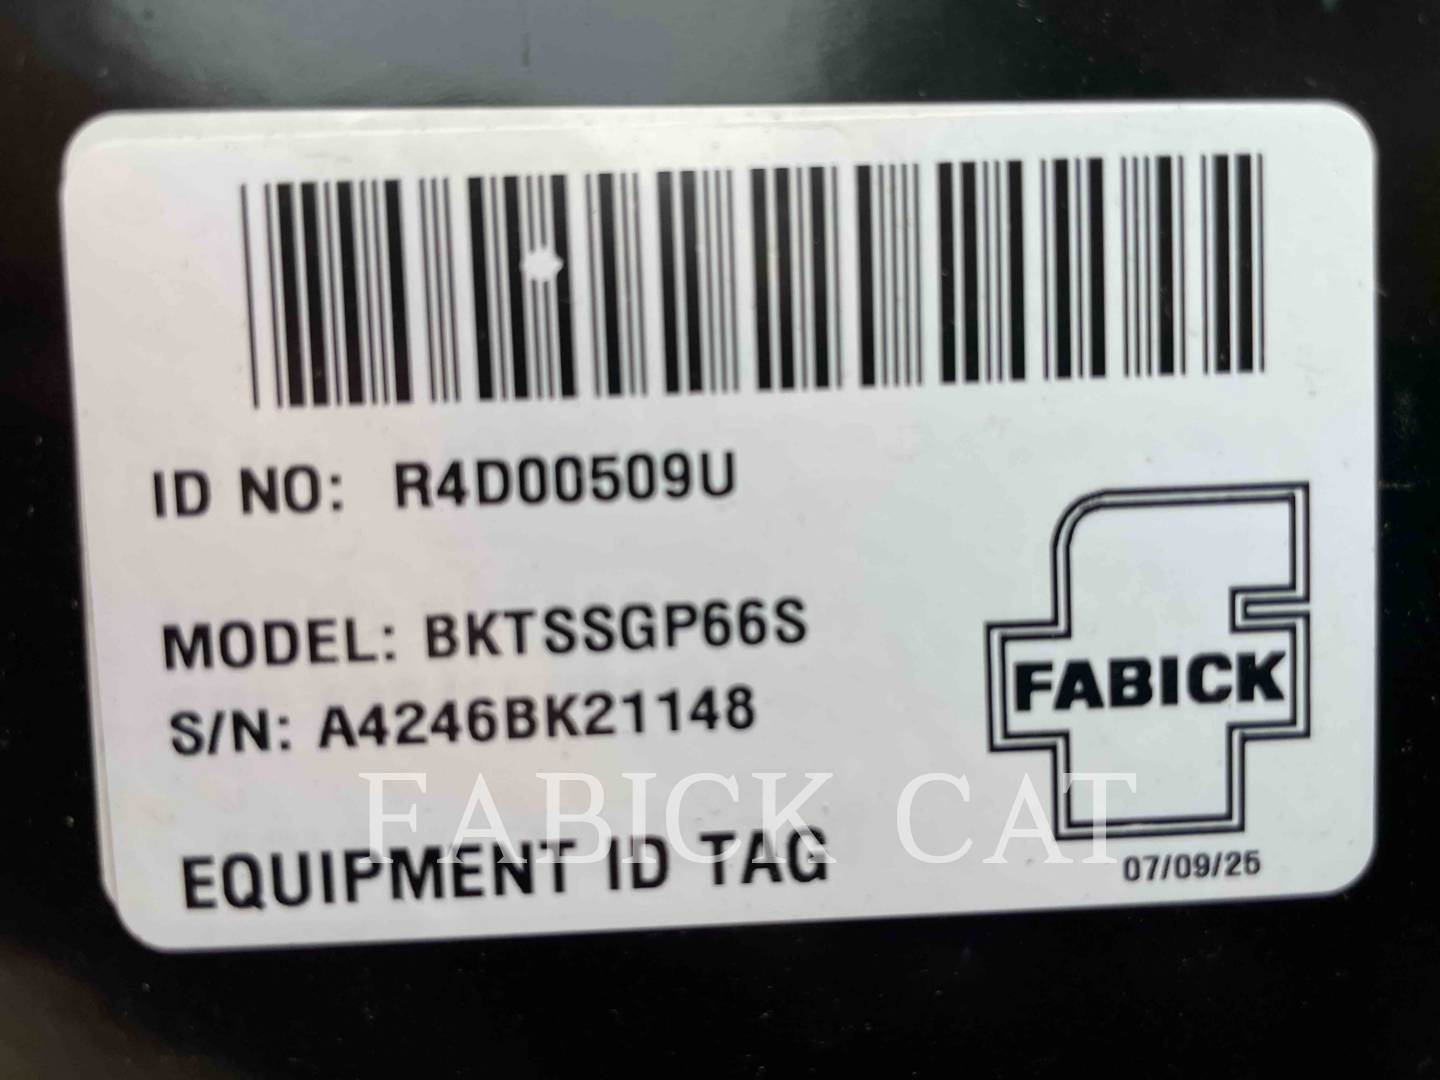 ID NO: R4D00509U
MODEL: BKTSSGP66S
S/N: A4246BK21148
FABICK
FABICK CAT
EQUIPMENT ID TAG
07/09/25